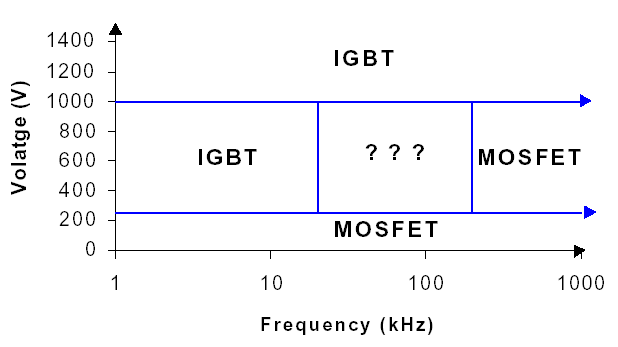 1400
IGBT
1200
1000
800
IGBT
? ? ?
MOSFET
600
400
200
MOSFET
0
1
10
100
1000
Volatge (V)
Frequency (kHz)